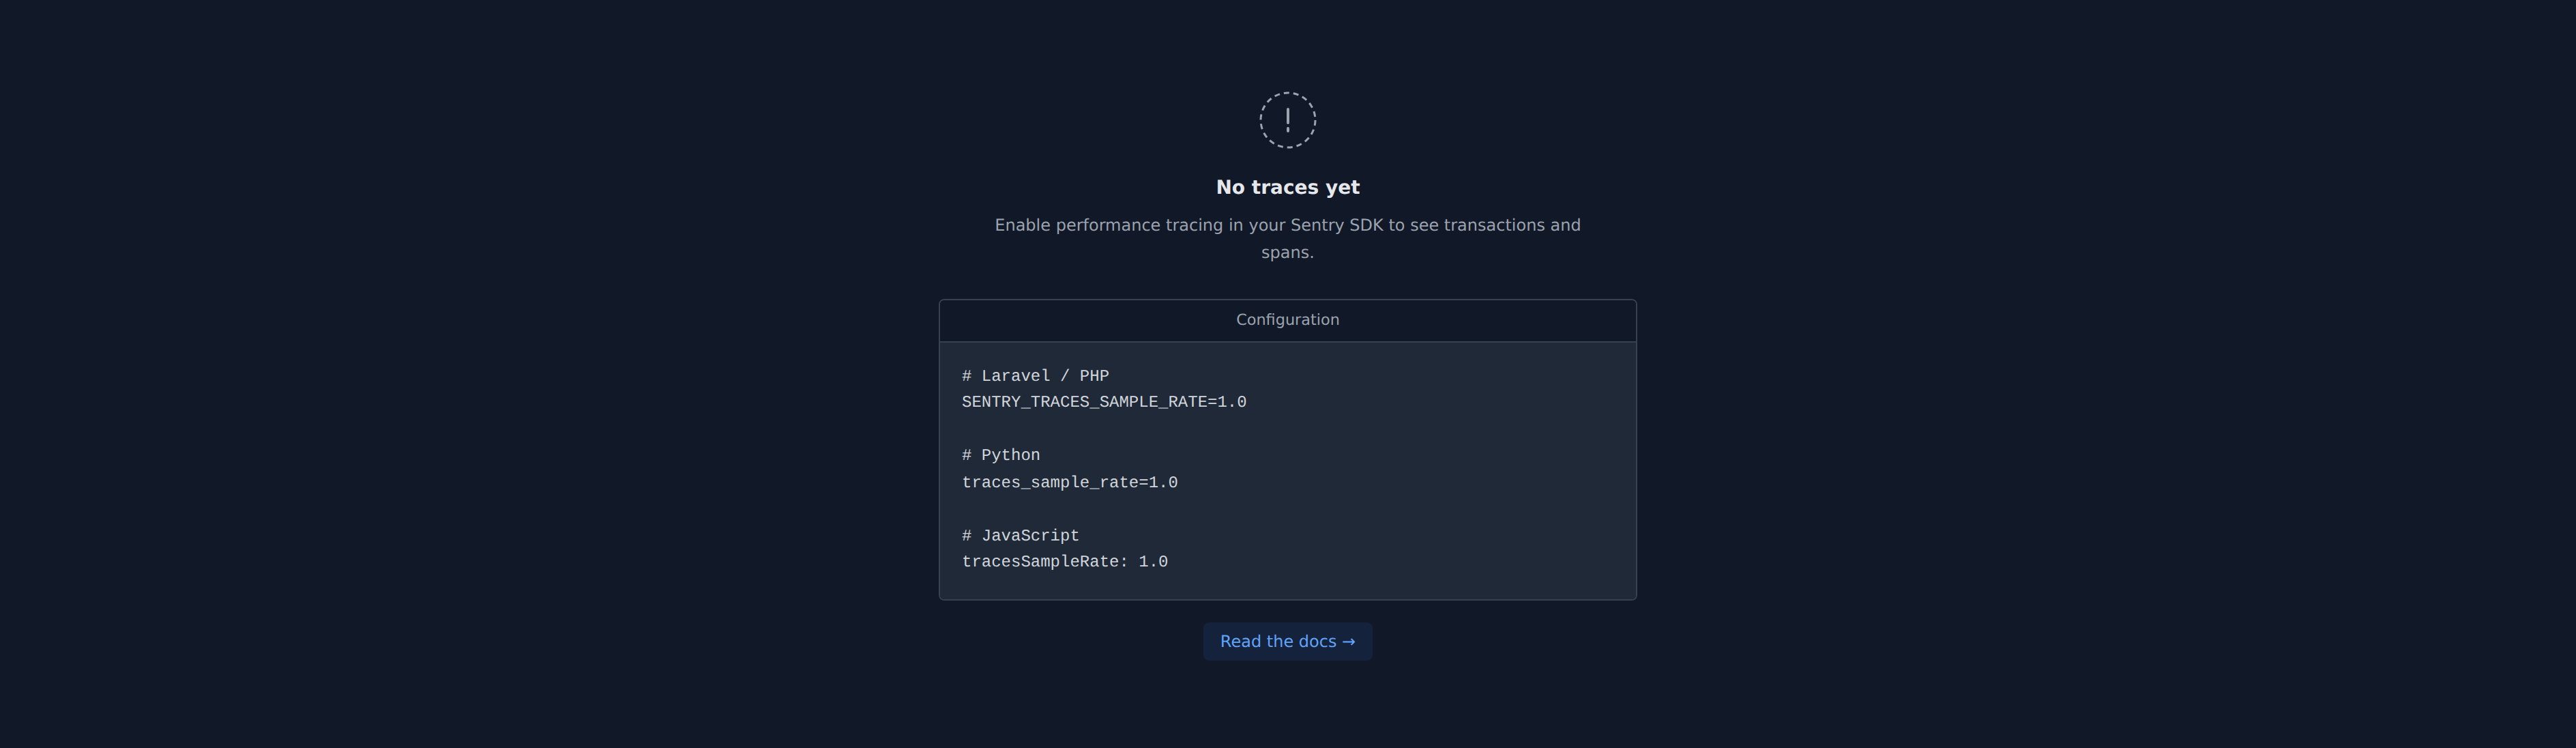 No traces yet
Enable performance tracing in your Sentry SDK to see transactions and
spans.
Configuration
# Laravel / PHP
SENTRY_TRACES_SAMPLE_RATE=1.0
# Python
traces_sample_rate=1.0
# JavaScript
tracesSampleRate: 1.0
Read the docs →